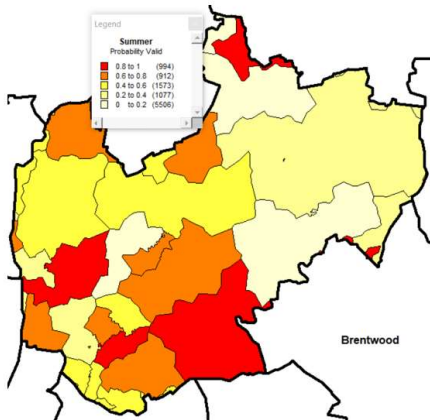 Legend
Summer
Probability Valid
0.8 to 1 (994)
0.6 to 0.8 (912)
0.4 to 0.6 (1573)
0.2 to 0.4 (1077)
0 to 0.2 (5506)
Brentwood